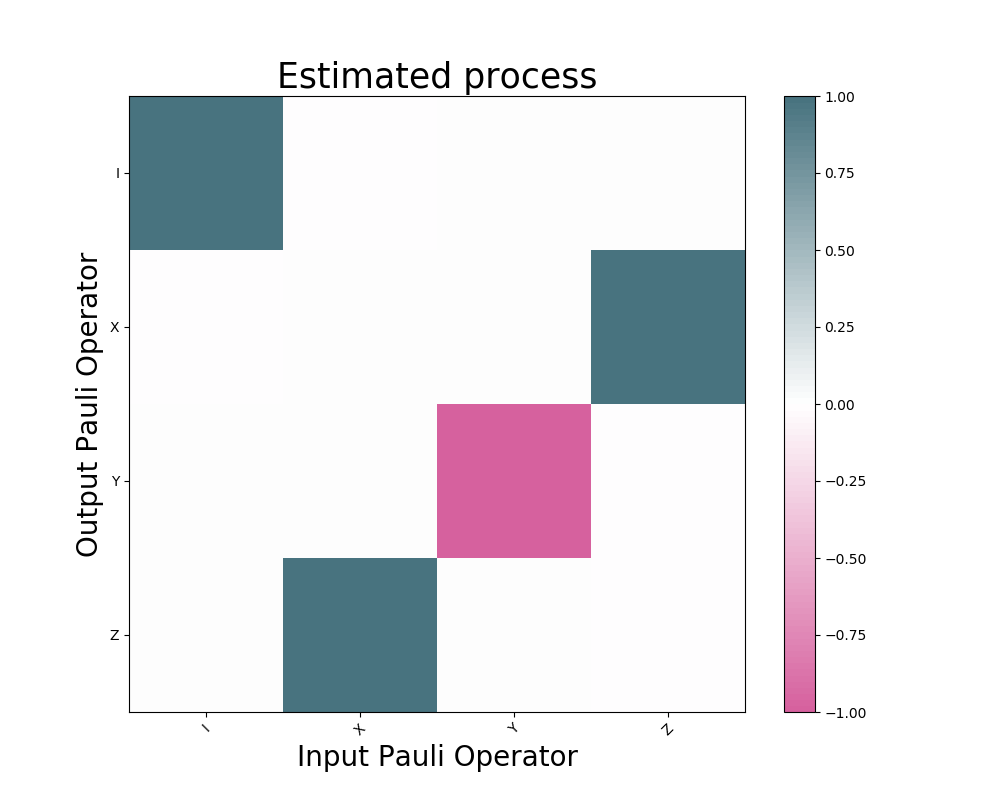 Estimated process
Output Pauli Operator
I
X
Y
Z
I
X
Y
Z
Input Pauli Operator
1.00
0.75
0.50
0.25
0.00
−0.25
−0.50
−0.75
−1.00